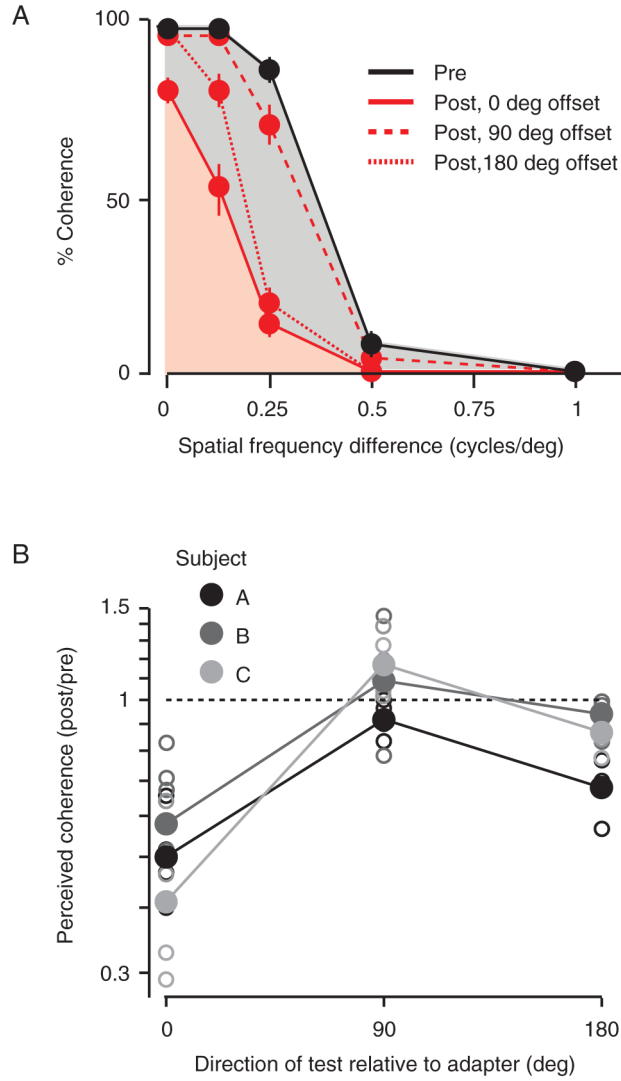 A
100
50
0
% Coherence
Pre
Post, 0 deg offset
Post, 90 deg offset
Post,180 deg offset
0
0.25
0.5
0.75
1
Spatial frequency difference (cycles/deg)
B
Subject
A
B
C
1.5
1
0.3
Perceived coherence (post/pre)
0
90
180
Direction of test relative to adapter (deg)